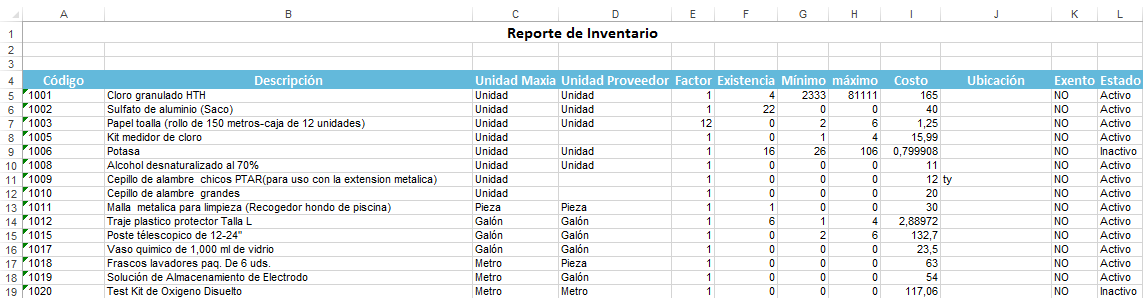 A B C D E F G H I J K L
1 Reporte de Inventario
2
3
4 Código Descripción Unidad Maxia Unidad Proveedor Factor Existencia Mínimo máximo Costo Ubicación Exento Estado
5 1001 Cloro granulado HTH Unidad Unidad 1 4 2333 81111 165 NO Activo
6 1002 Sulfato de aluminio (Saco) Unidad Unidad 1 22 0 0 40 NO Activo
7 1003 Papel toalla (rollo de 150 metros-caja de 12 unidades) Unidad Unidad 12 0 2 6 1,25 NO Activo
8 1005 Kit medidor de cloro Unidad 1 0 1 4 15,99 NO Activo
9 1006 Potasa Unidad Unidad 1 16 26 106 0,799908 NO Inactivo
10 1008 Alcohol desnaturalizado al 70% Unidad Unidad 1 0 0 0 11 NO Activo
11 1009 Cepillo de alambre chicos PTAR(para uso con la extension metalica) Unidad 1 0 0 0 12 ty NO Activo
12 1010 Cepillo de alambre grandes Unidad 1 0 0 0 20 NO Activo
13 1011 Malla metalica para limpieza (Recogedor hondo de piscina) Pieza Pieza 1 1 0 0 30 NO Activo
14 1012 Traje plastico protector Talla L Galón Galón 1 6 1 4 2,88972 NO Activo
15 1015 Poste télescopico de 12-24" Galón Galón 1 0 2 6 132,7 NO Activo
16 1017 Vaso quimico de 1,000 ml de vidrio Galón Galón 1 0 0 0 23,5 NO Activo
17 1018 Frascos lavadores paq. De 6 uds. Metro Pieza 1 0 0 0 63 NO Activo
18 1019 Solución de Almacenamiento de Electrodo Metro Galón 1 0 0 0 54 NO Activo
19 1020 Test Kit de Oxigeno Disuelto Metro Metro 1 0 0 0 117,06 NO Inactivo